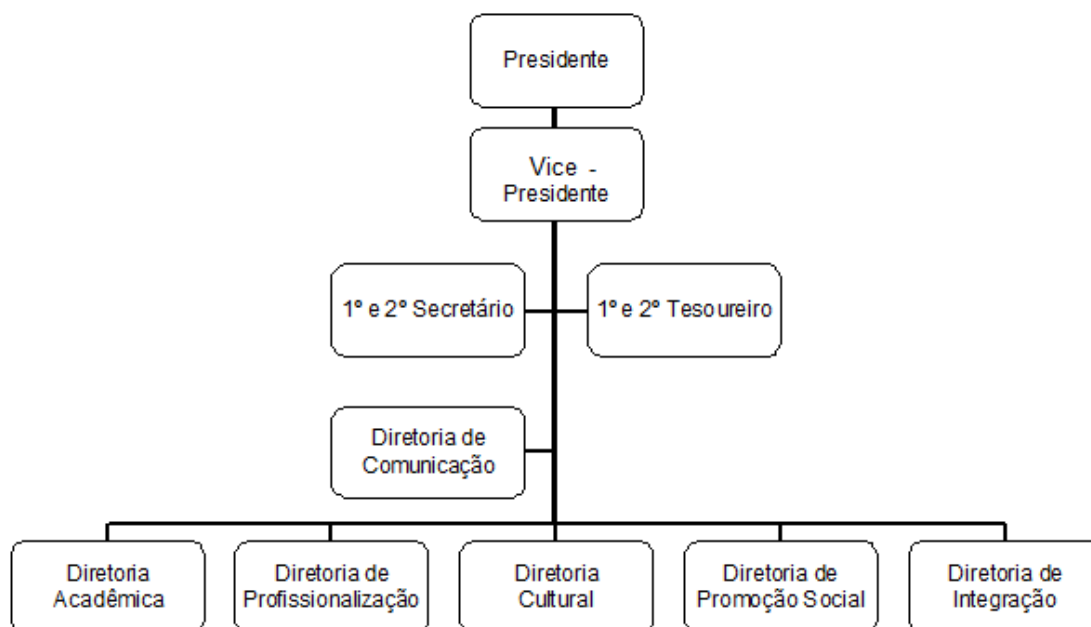 Presidente
Vice -
Presidente
1º e 2º Secretário
1º e 2º Tesoureiro
Diretoria de
Comunicação
Diretoria
Acadêmica
Diretoria de
Profissionalização
Diretoria
Cultural
Diretoria de
Promoção Social
Diretoria de
Integração